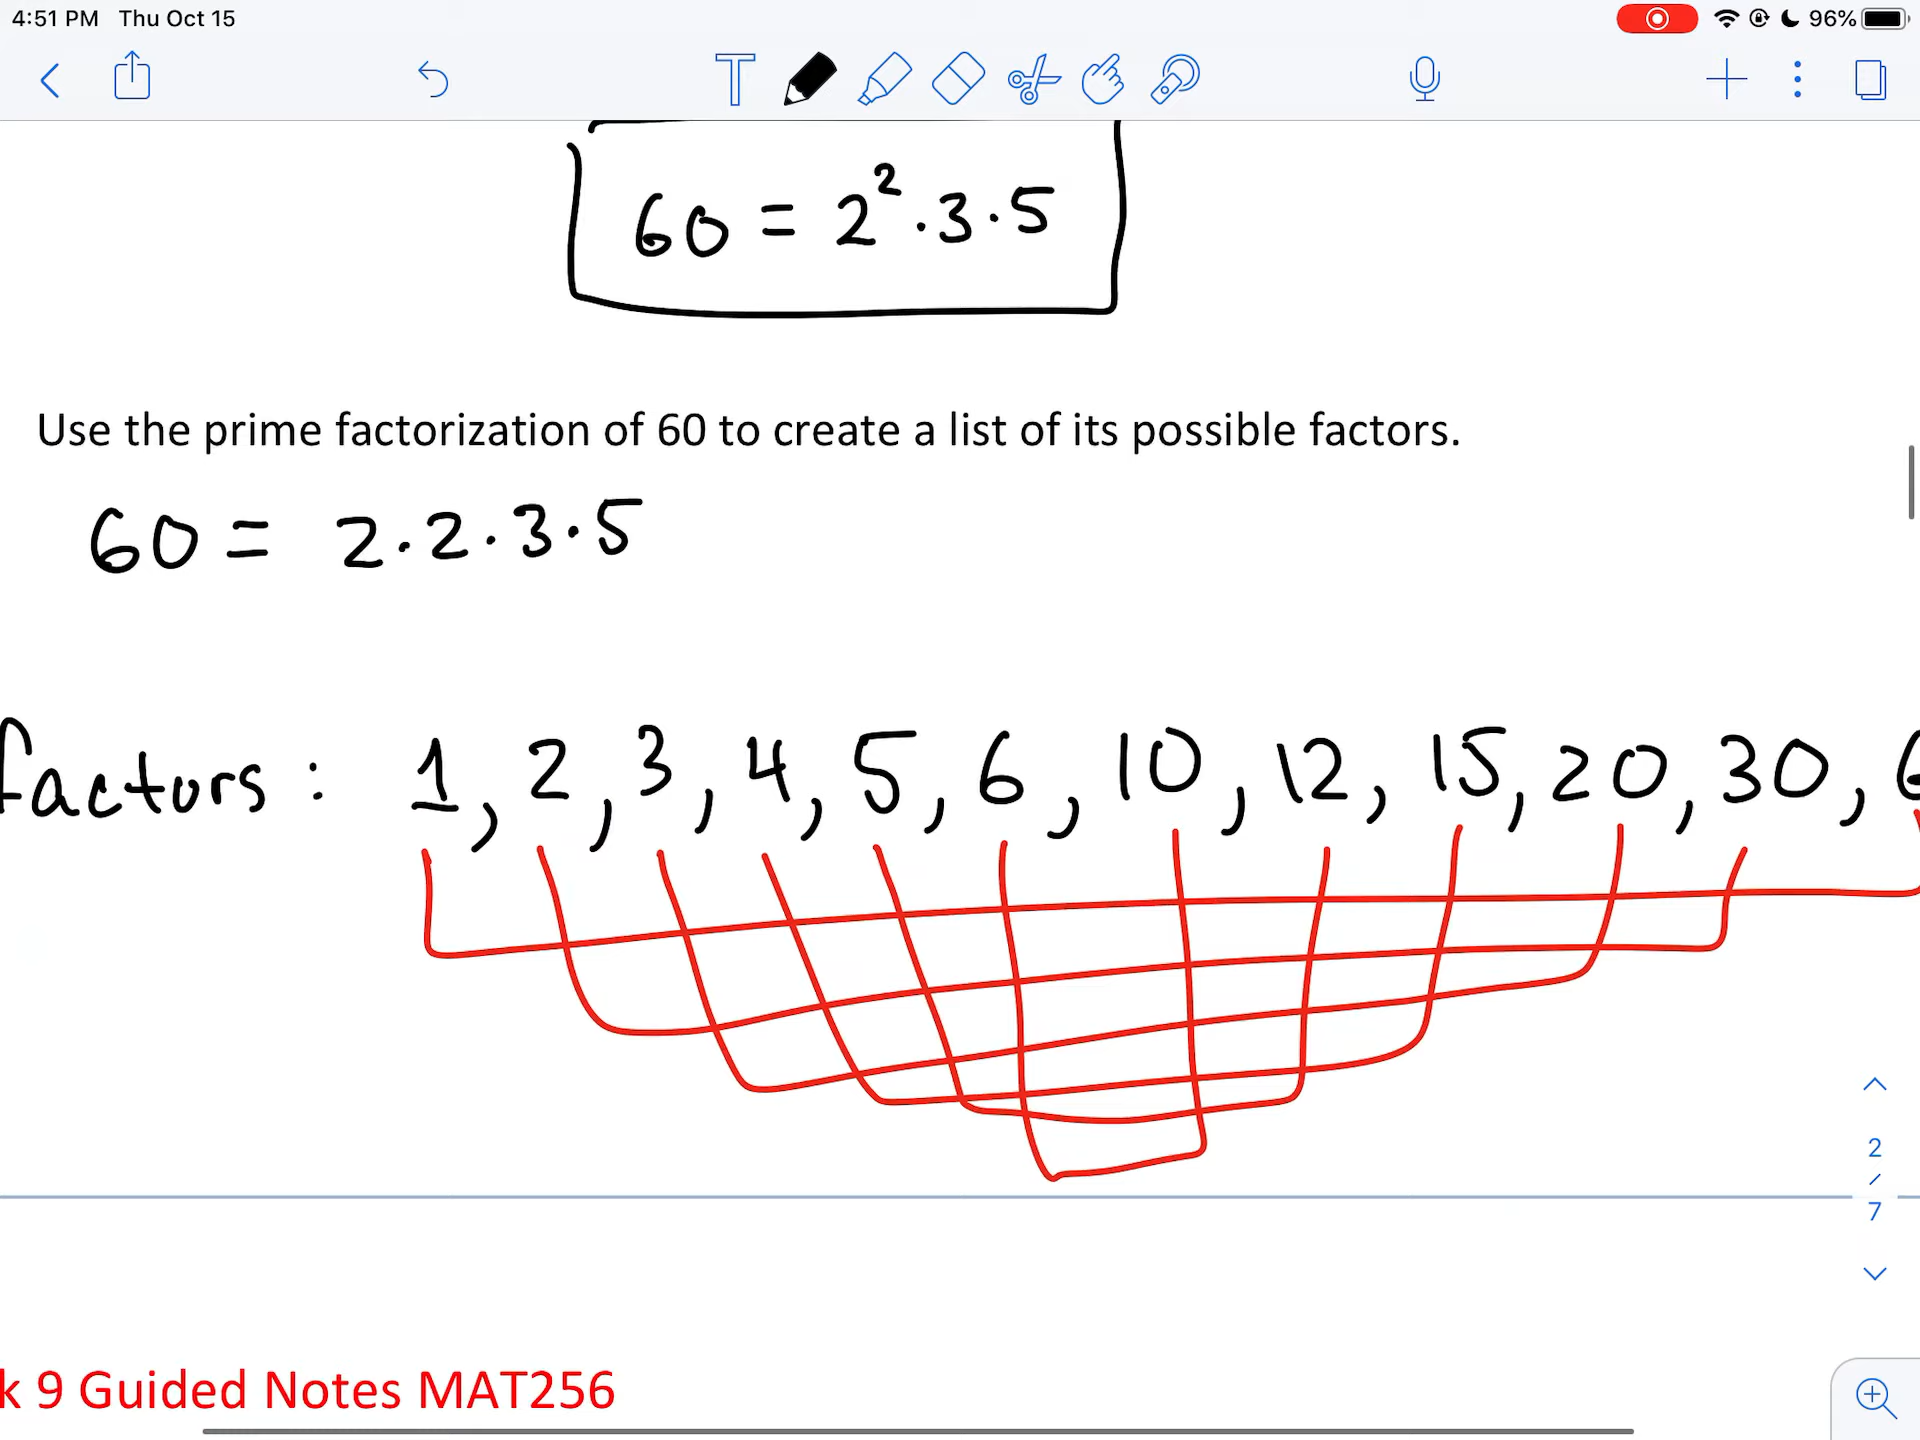 4:51 PM Thu Oct 15
96%
60 = 2² · 3 · 5
Use the prime factorization of 60 to create a list of its possible factors.
60 = 2 · 2 · 3 · 5
factors : 1, 2, 3, 4, 5, 6, 10, 12, 15, 20, 30, 6
2
/
7
k 9 Guided Notes MAT256